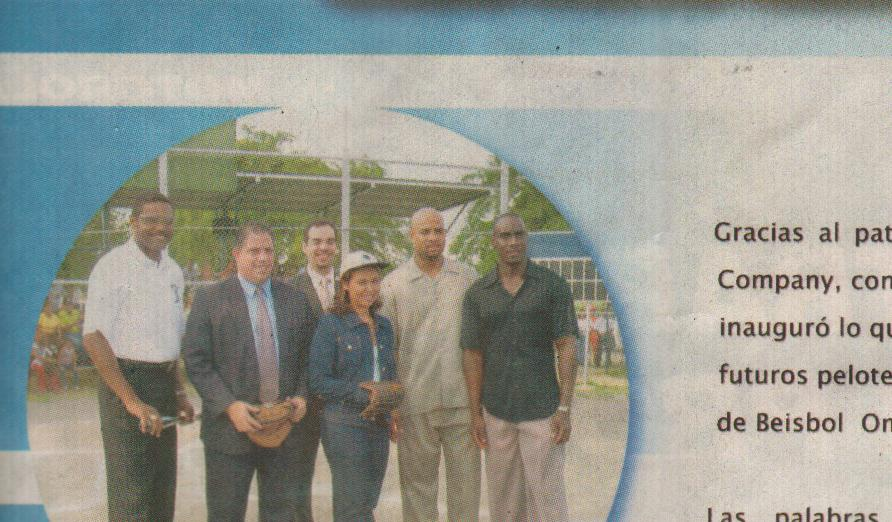 Gracias al pat
Company, con
inauguró lo qu
futuros pelote
de Beisbol On
Las palabras